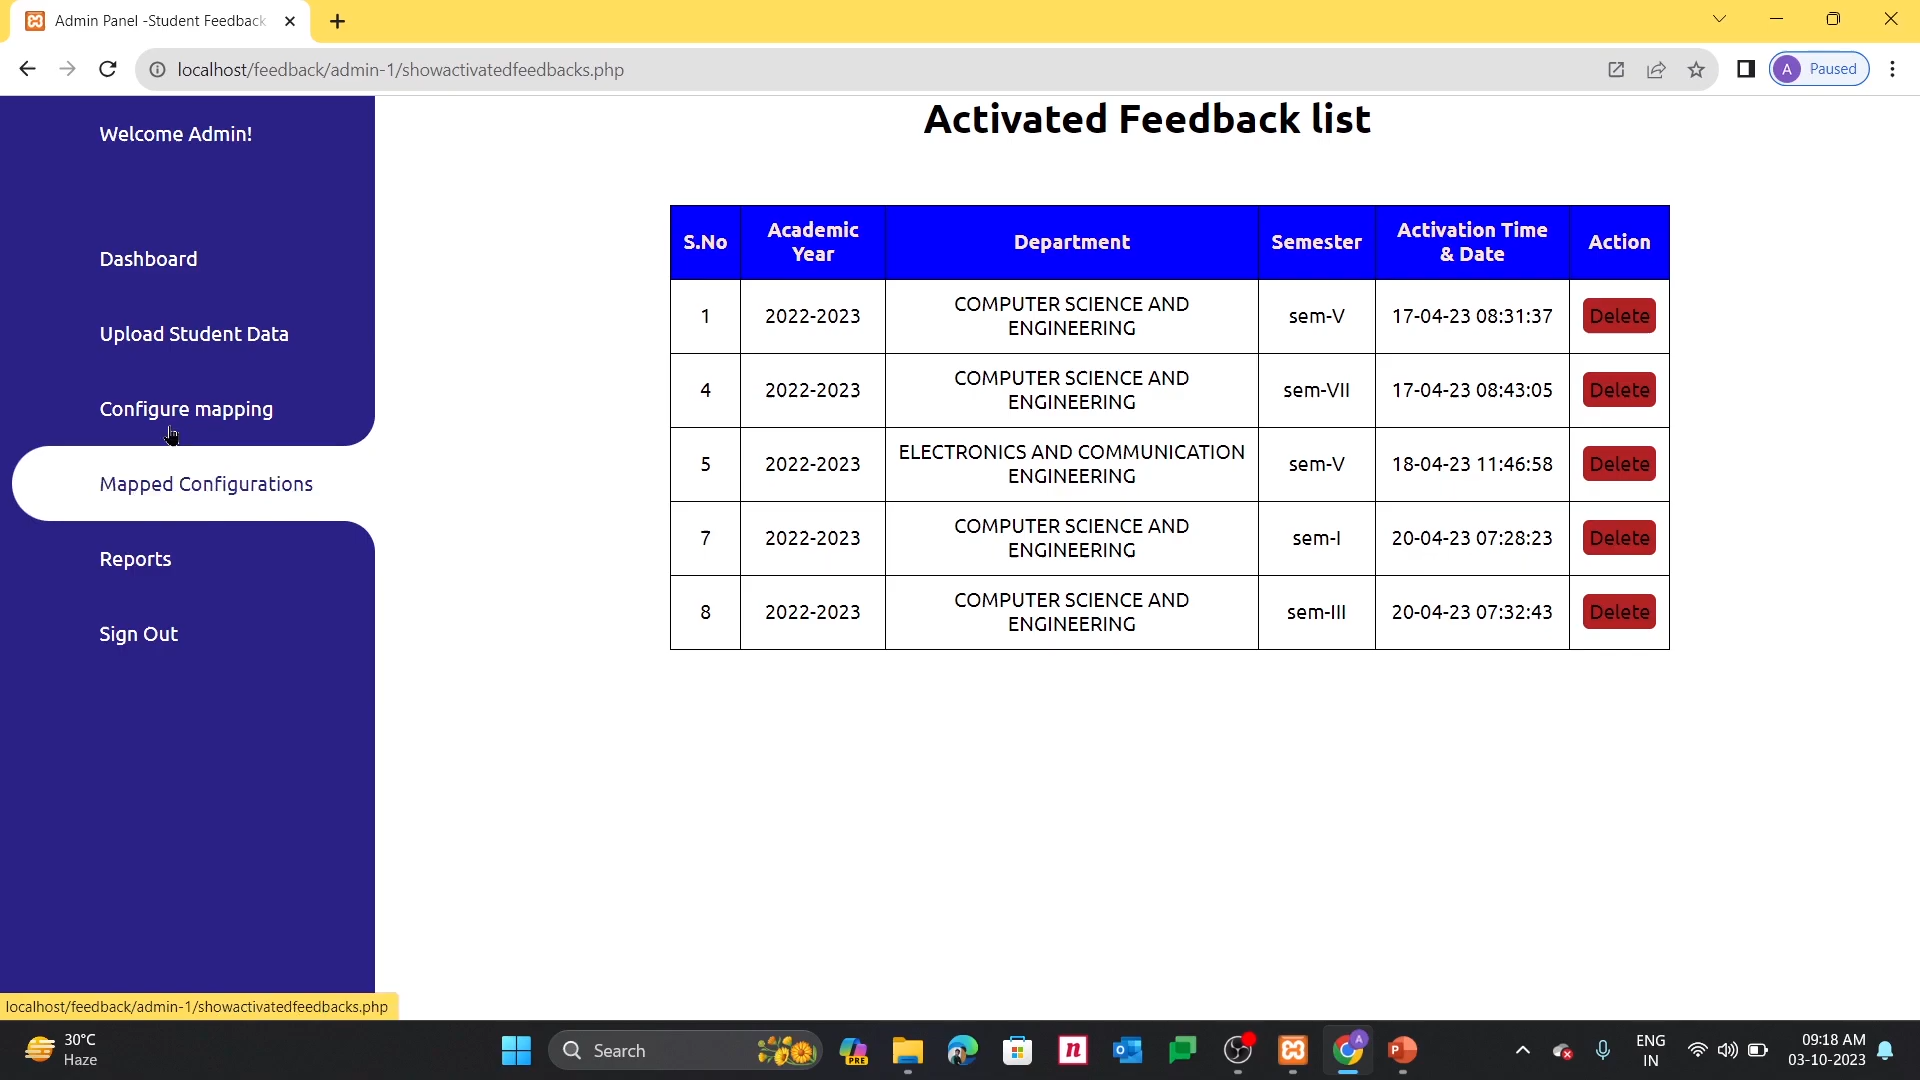 Admin Panel -Student Feedback
localhost/feedback/admin-1/showactivatedfeedbacks.php
A Paused
Welcome Admin!
Dashboard
Upload Student Data
Configure mapping
Mapped Configurations
Reports
Sign Out
Activated Feedback list
S.No Academic Year Department Semester Activation Time & Date Action
1 2022-2023 COMPUTER SCIENCE AND ENGINEERING sem-V 17-04-23 08:31:37 Delete
4 2022-2023 COMPUTER SCIENCE AND ENGINEERING sem-VII 17-04-23 08:43:05 Delete
5 2022-2023 ELECTRONICS AND COMMUNICATION ENGINEERING sem-V 18-04-23 11:46:58 Delete
7 2022-2023 COMPUTER SCIENCE AND ENGINEERING sem-I 20-04-23 07:28:23 Delete
8 2022-2023 COMPUTER SCIENCE AND ENGINEERING sem-III 20-04-23 07:32:43 Delete
localhost/feedback/admin-1/showactivatedfeedbacks.php
30°C
Haze
Search
PRE
n
A
ENG
IN
09:18 AM
03-10-2023